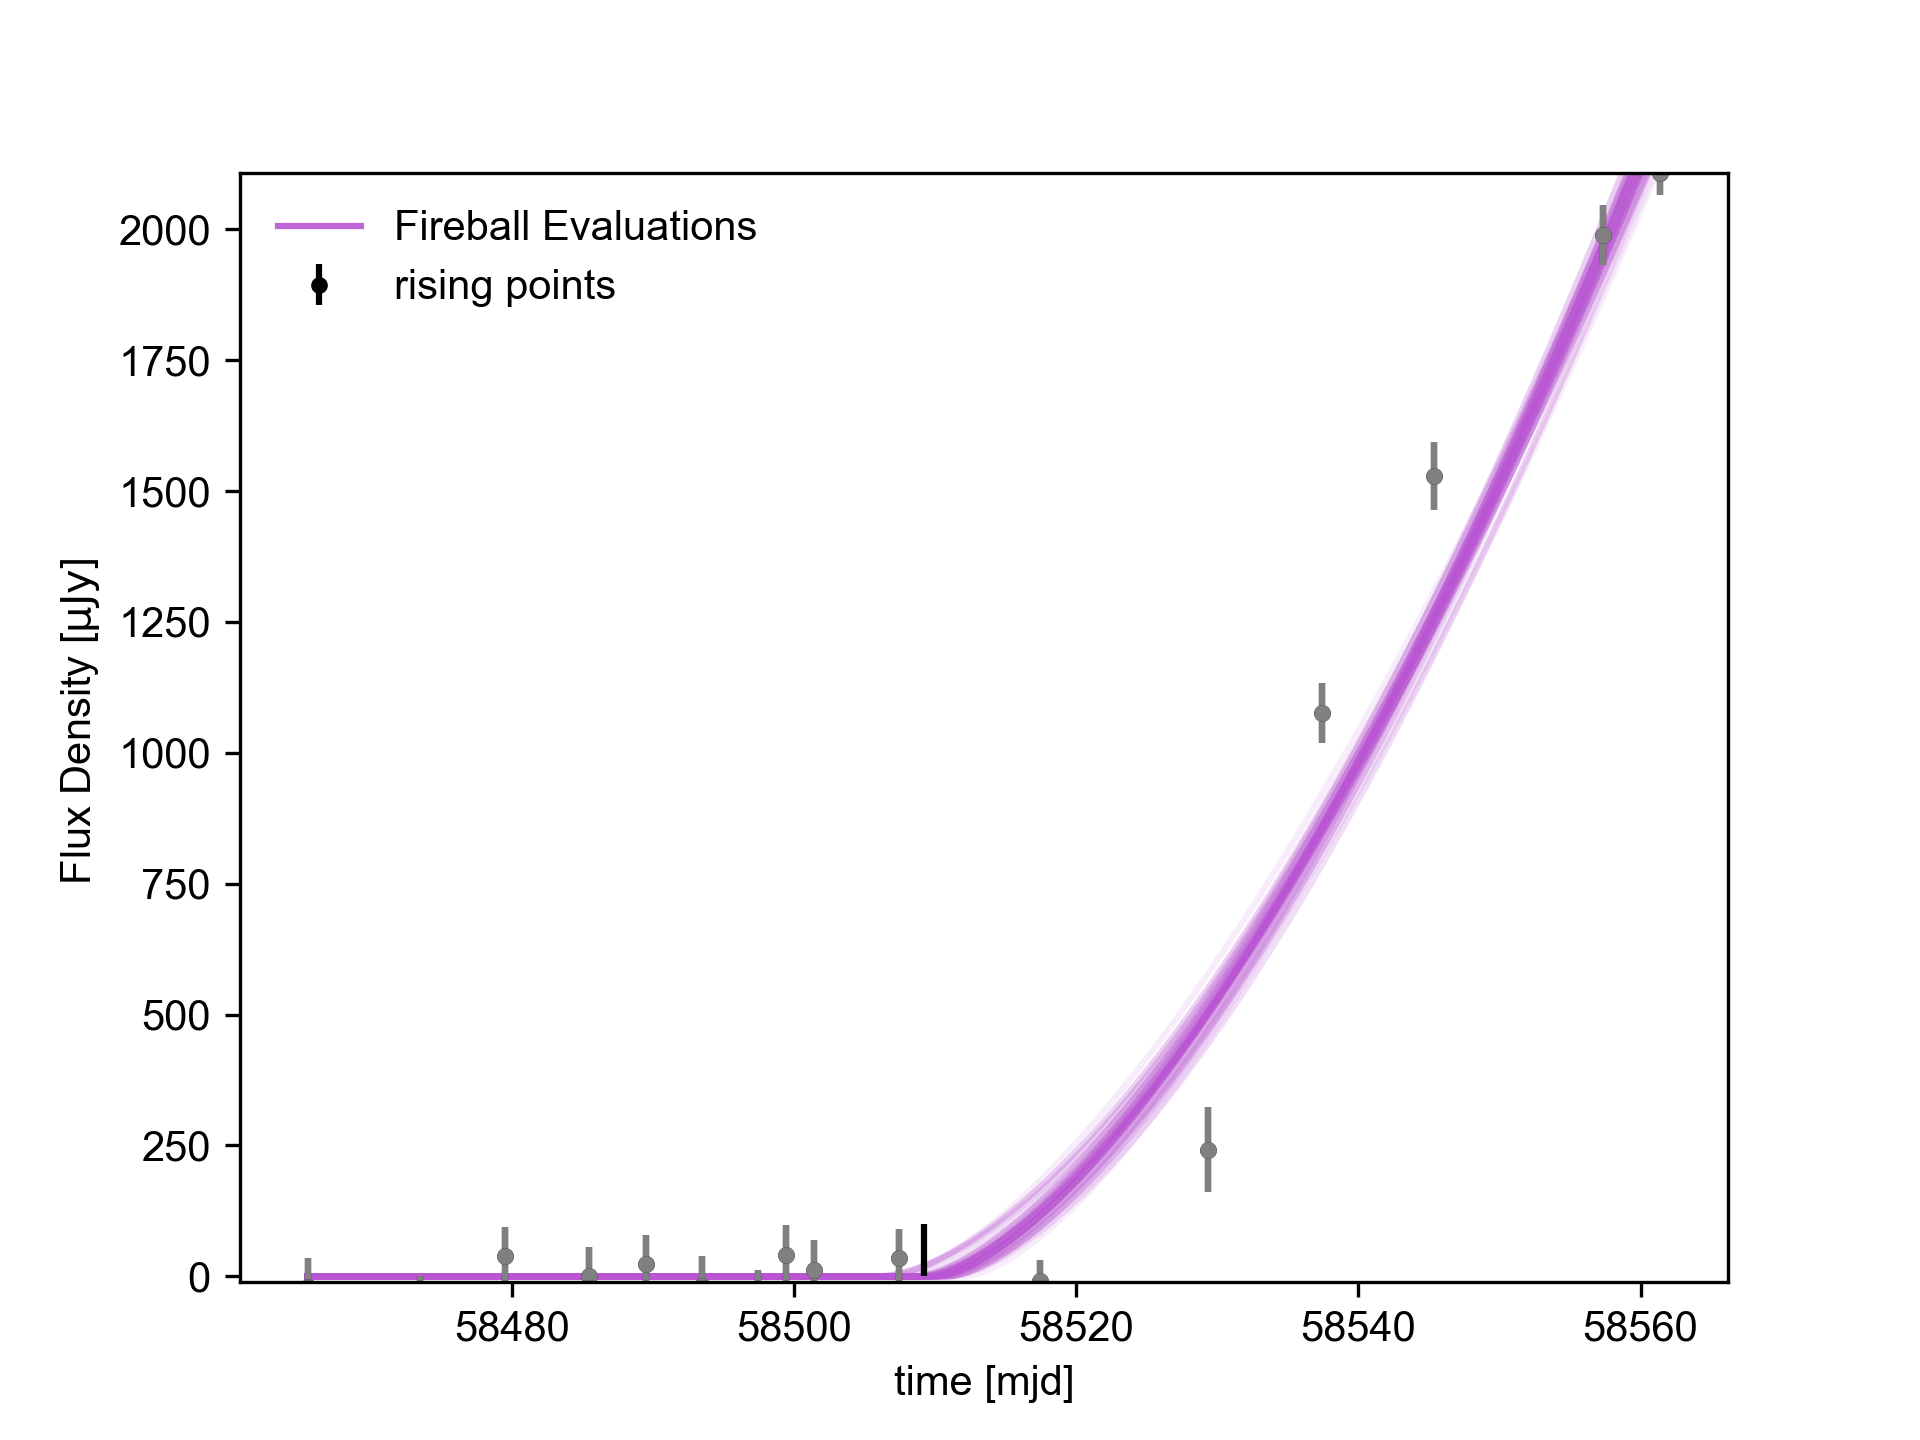 Fireball Evaluations
rising points
2000
1750
1500
1250
1000
750
500
250
0
Flux Density [µJy]
58480 58500 58520 58540 58560
time [mjd]